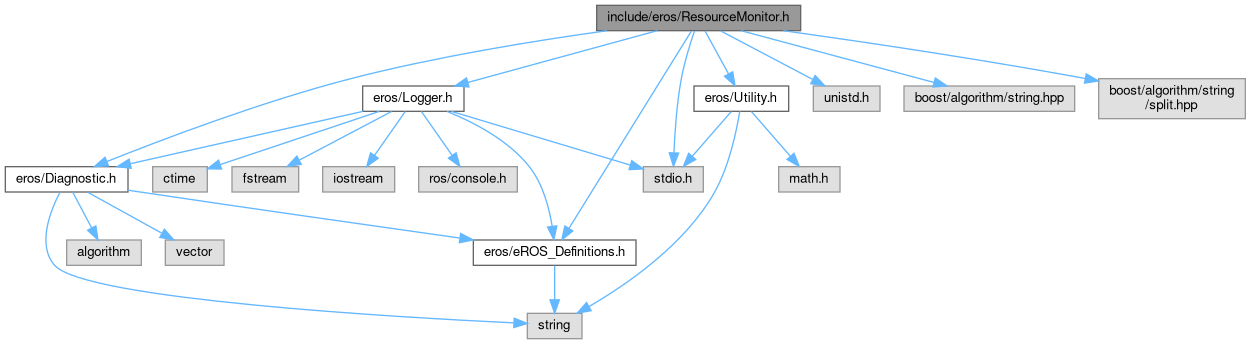 include/eros/ResourceMonitor.h
eros/Logger.h
eros/Utility.h
unistd.h
boost/algorithm/string.hpp
boost/algorithm/string
/split.hpp
eros/Diagnostic.h
ctime
fstream
iostream
ros/console.h
stdio.h
math.h
algorithm
vector
eros/eROS_Definitions.h
string